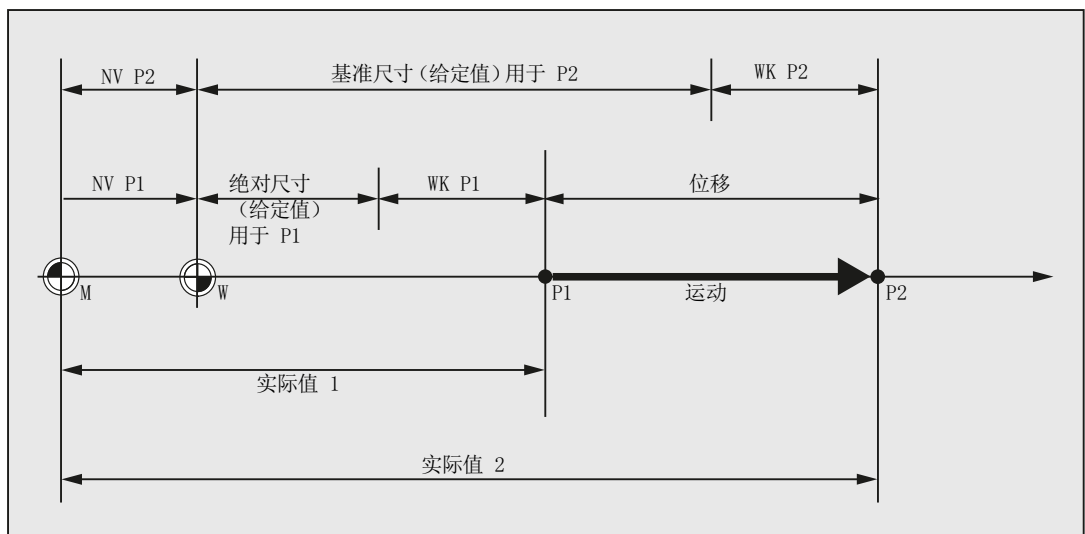 NV P2
基准尺寸（给定值）用于 P2
WK P2
NV P1
绝对尺寸
（给定值）
用于 P1
WK P1
位移
M
W
P1
运动
P2
实际值 1
实际值 2